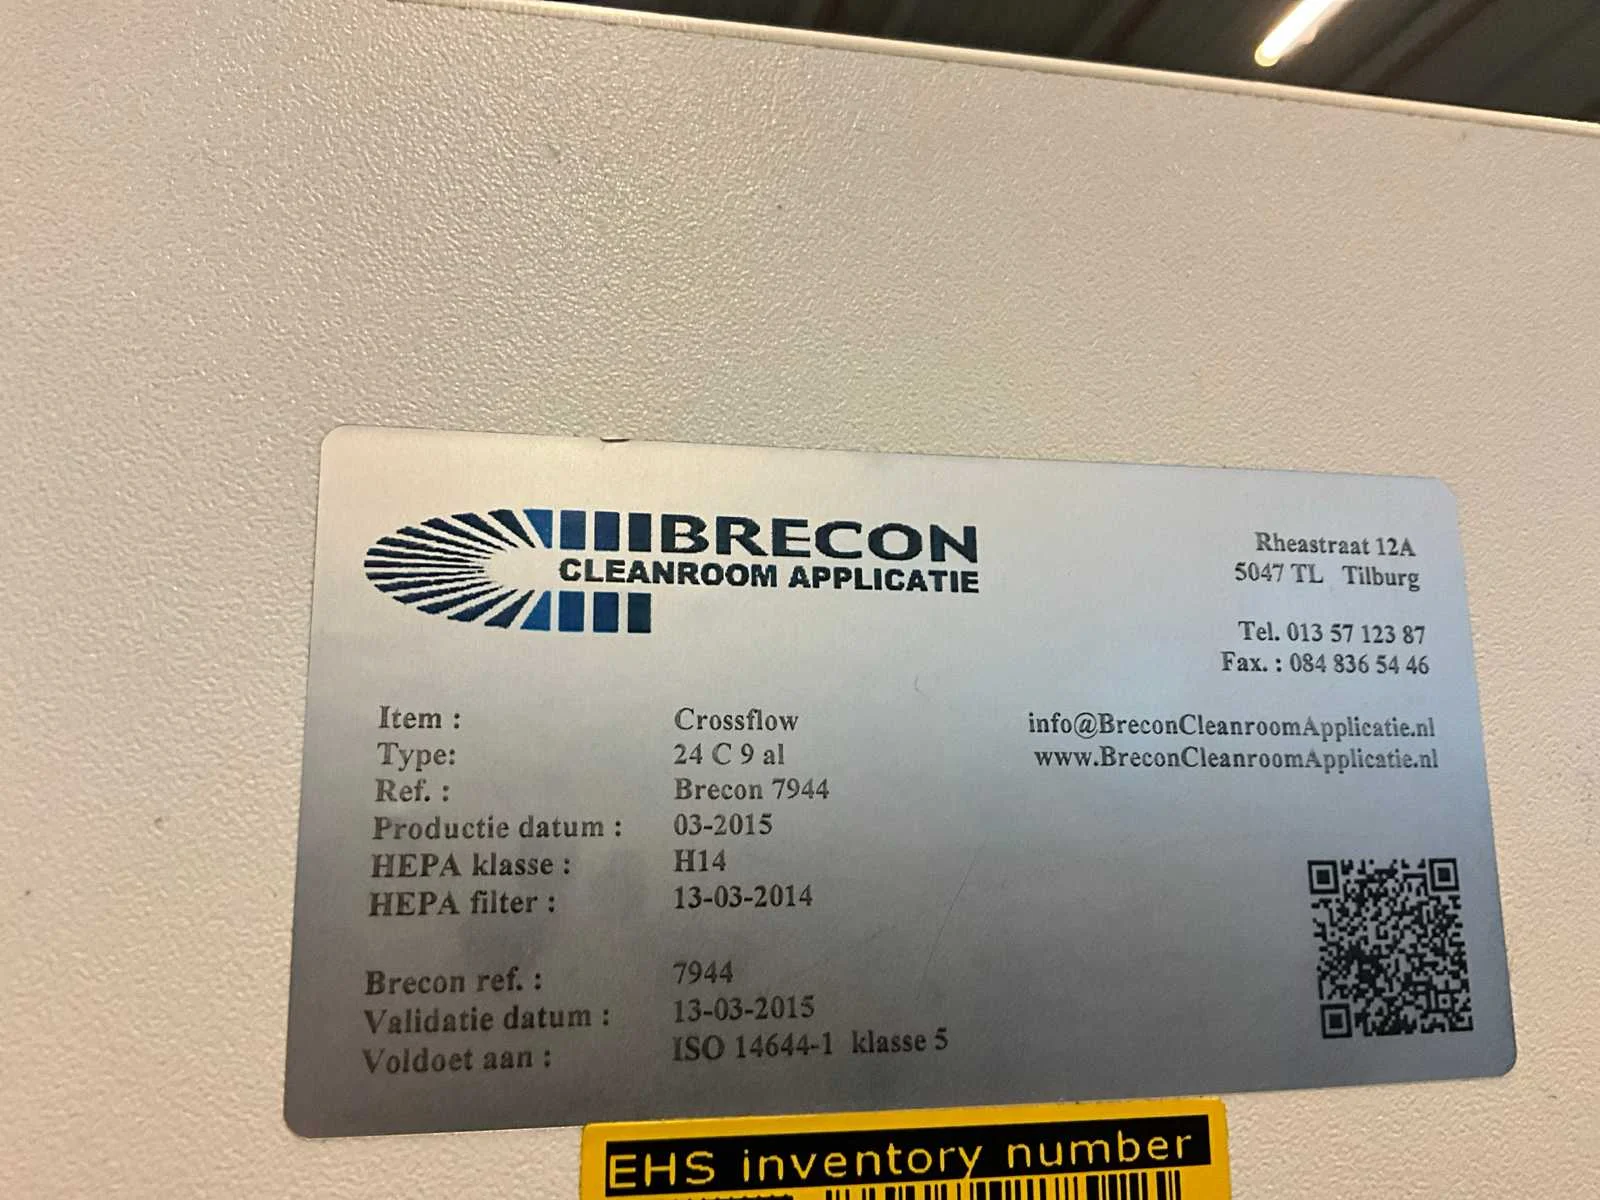 BRECON
CLEANROOM APPLICATIE
Rheastraat 12A
5047 TL Tilburg
Tel. 013 57 123 87
Fax. : 084 836 54 46
info@BreconCleanroomApplicatie.nl
www.BreconCleanroomApplicatie.nl
Item : Crossflow
Type: 24 C 9 al
Ref. : Brecon 7944
Productie datum : 03-2015
HEPA klasse : H14
HEPA filter : 13-03-2014
Brecon ref. : 7944
Validatie datum : 13-03-2015
Voldoet aan : ISO 14644-1 klasse 5
EHS inventory number